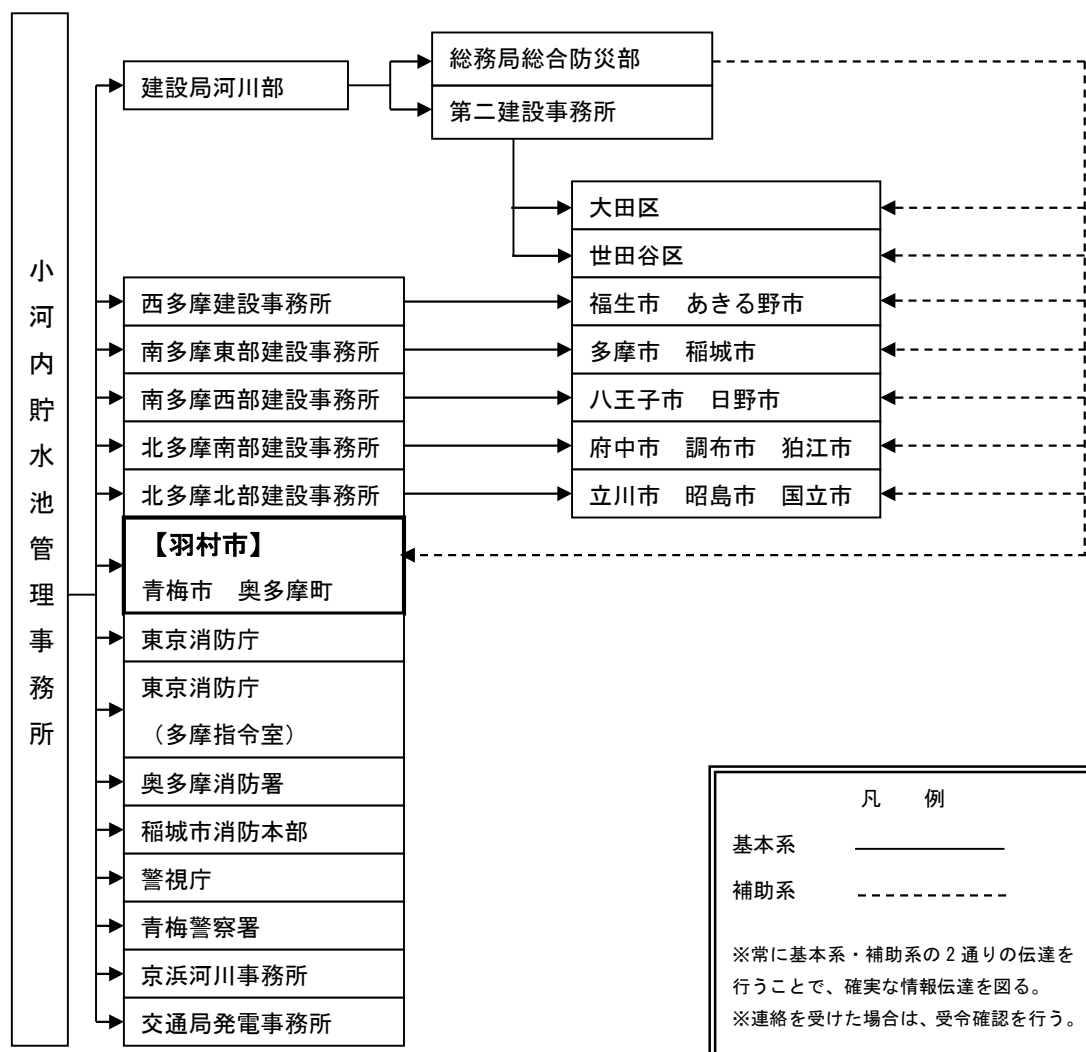 小河内貯水池管理事務所
建設局河川部
総務局総合防災部
第二建設事務所
大田区
世田谷区
西多摩建設事務所
福生市 あきる野市
南多摩東部建設事務所
多摩市 稲城市
南多摩西部建設事務所
八王子市 日野市
北多摩南部建設事務所
府中市 調布市 狛江市
北多摩北部建設事務所
立川市 昭島市 国立市
【羽村市】
青梅市 奥多摩町
東京消防庁
東京消防庁
（多摩指令室）
奥多摩消防署
稲城市消防本部
警視庁
青梅警察署
京浜河川事務所
交通局発電事務所
凡 例
基本系
補助系
※常に基本系・補助系の2通りの伝達を
行うことで、確実な情報伝達を図る。
※連絡を受けた場合は、受令確認を行う。